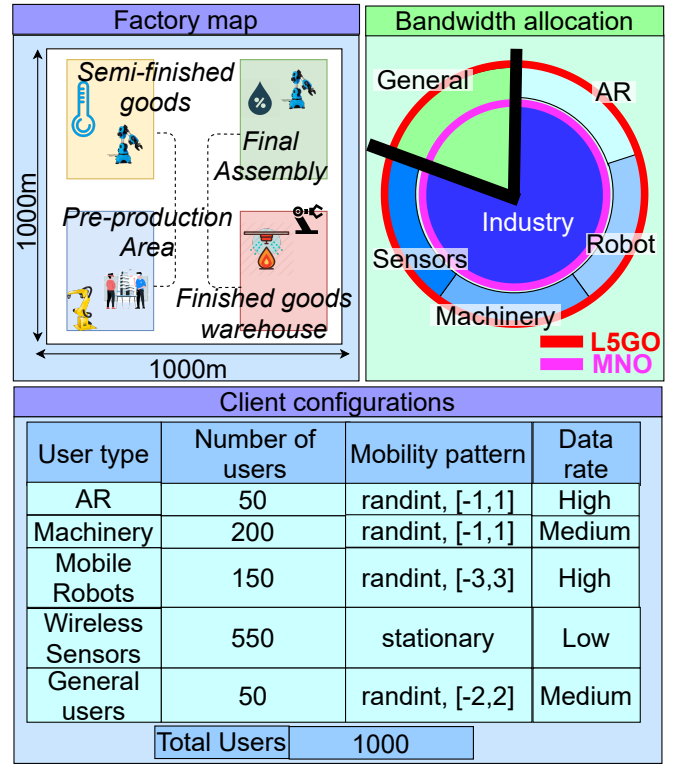 Factory map
Semi-finished
goods
Final
Assembly
Pre-production
Area
Finished goods
warehouse
1000m
1000m
%
Bandwidth allocation
General
AR
Industry
Robot
Sensors
Machinery
L5GO
MNO
Client configurations
User type
Number of
users
Mobility pattern
Data
rate
AR
50
randint, [-1,1]
High
Machinery
200
randint, [-1,1]
Medium
Mobile
Robots
150
randint, [-3,3]
High
Wireless
Sensors
550
stationary
Low
General
users
50
randint, [-2,2]
Medium
Total Users
1000